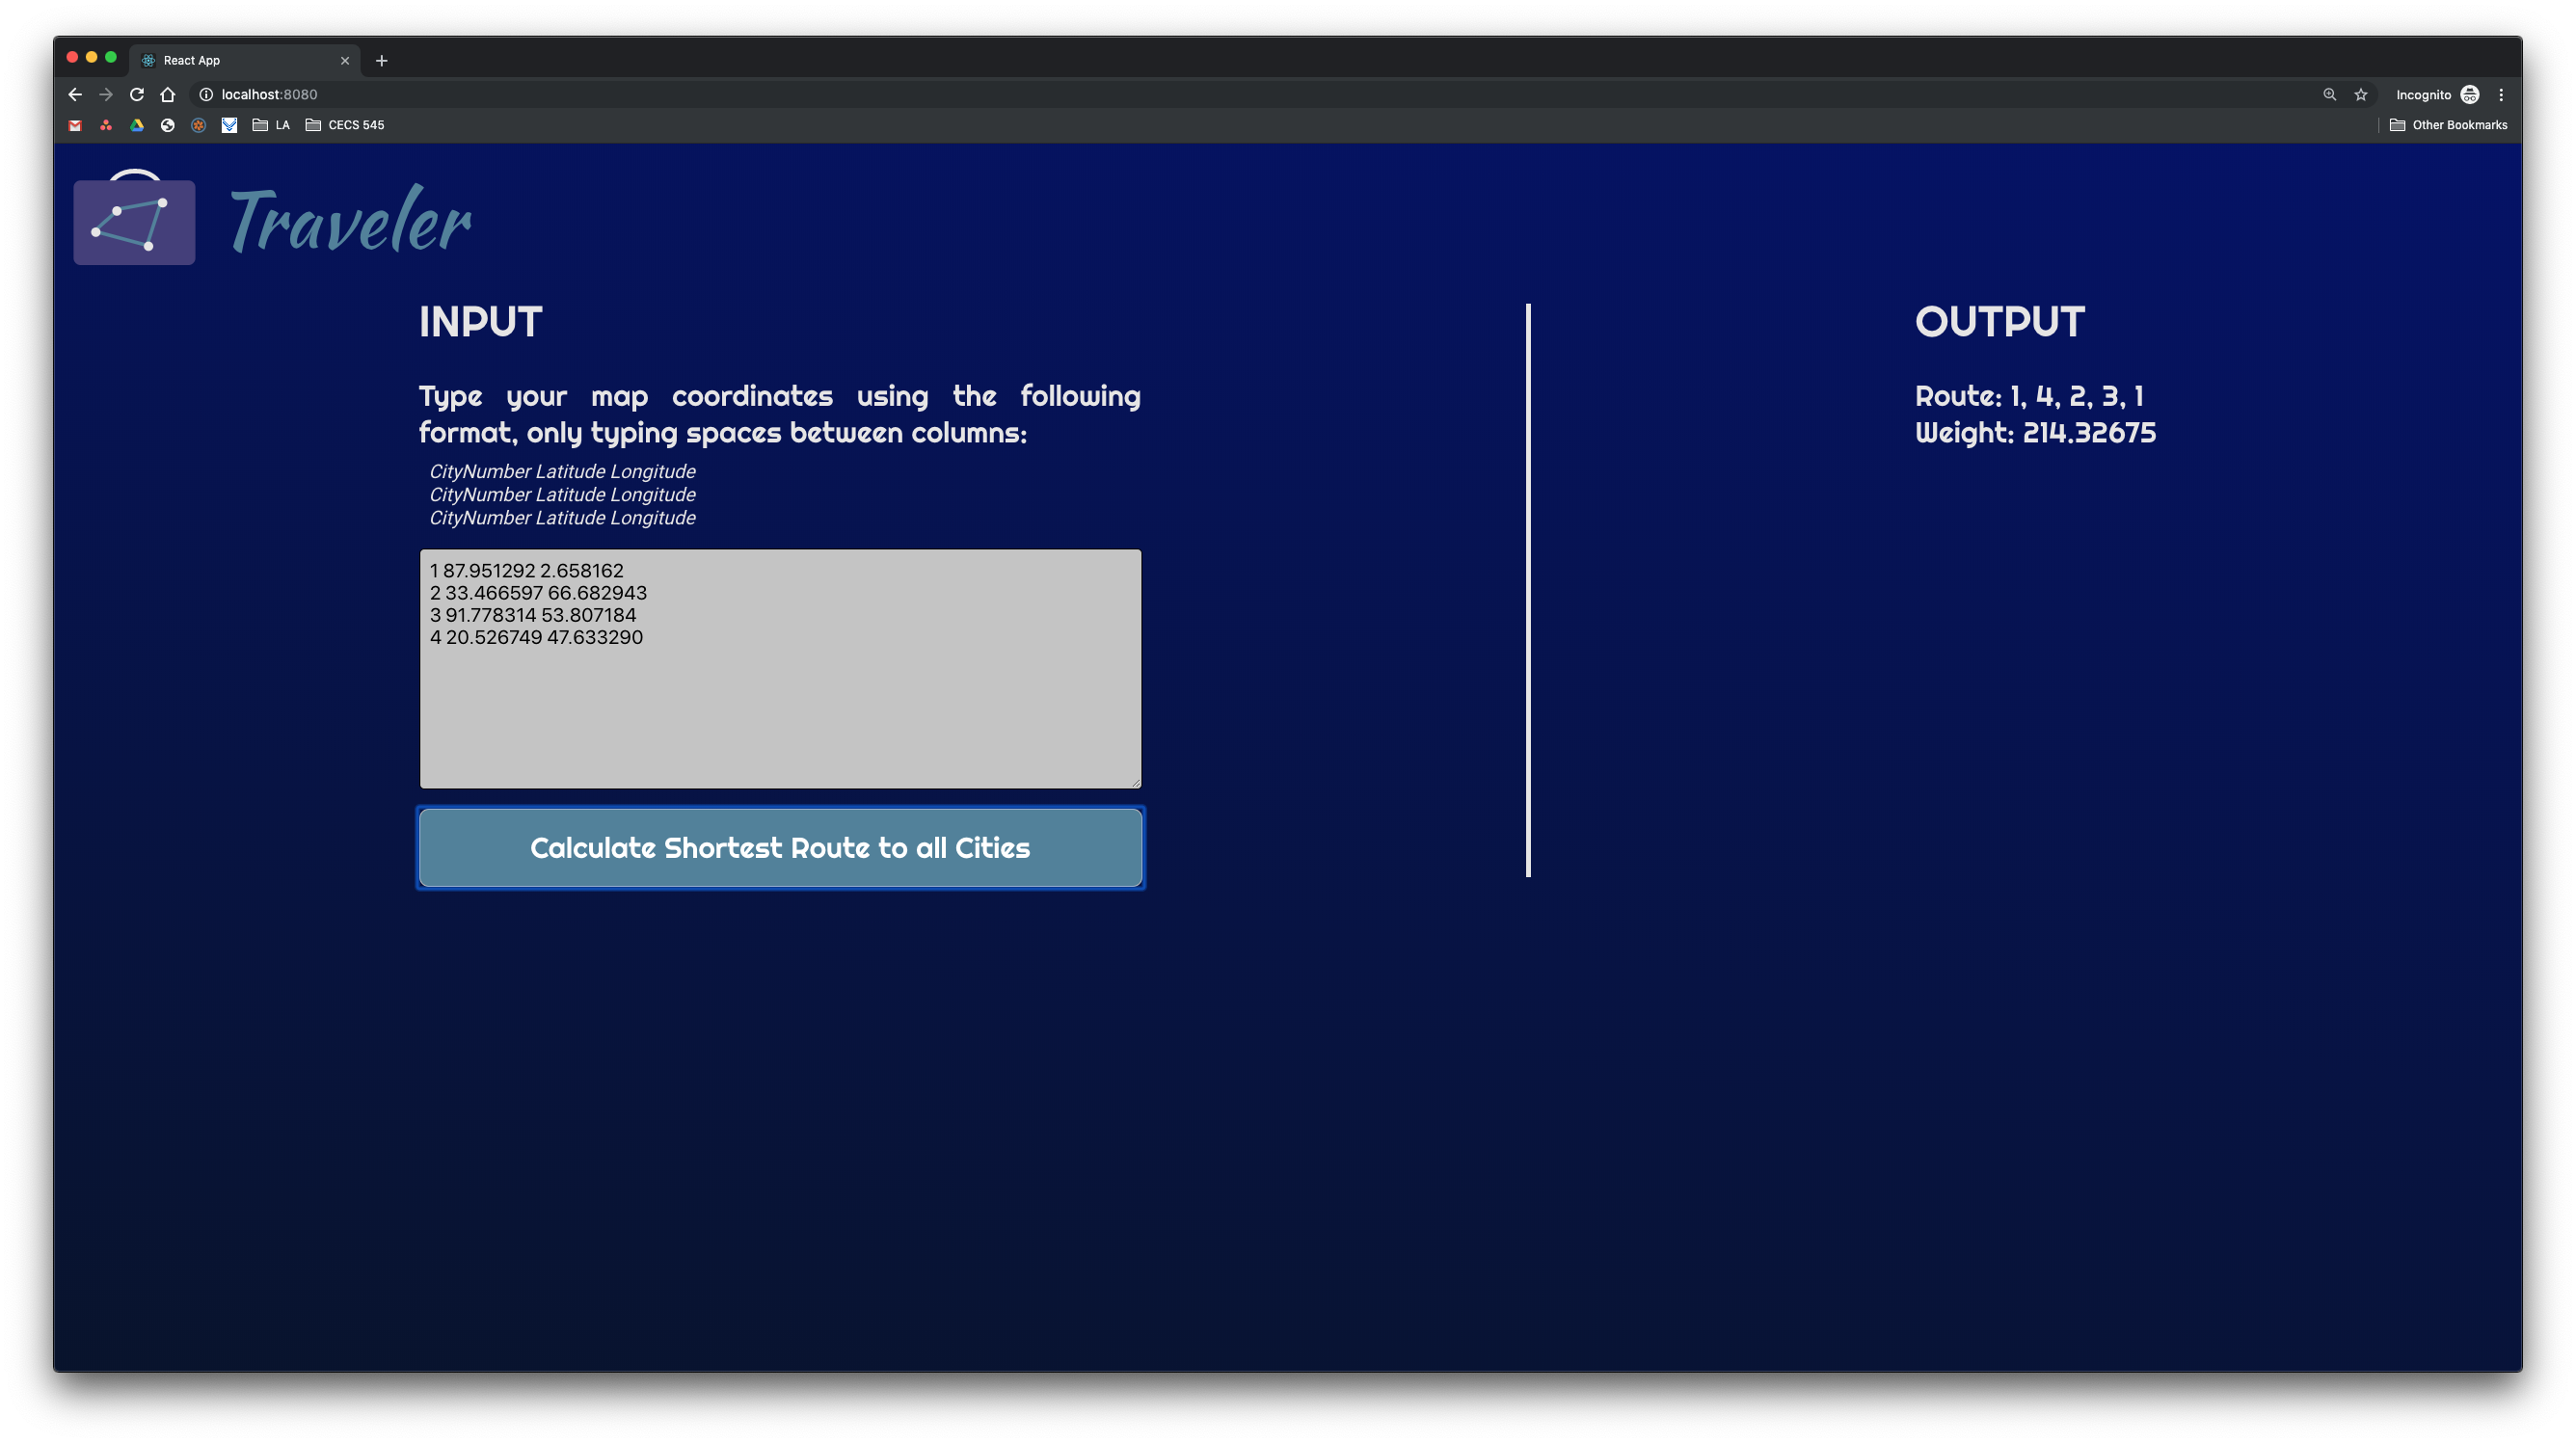 React App
localhost:8080
Incognito
LA
CECS 545
Other Bookmarks
Traveler
INPUT
Type your map coordinates using the following
format, only typing spaces between columns:
CityNumber Latitude Longitude
CityNumber Latitude Longitude
CityNumber Latitude Longitude
1 87.951292 2.658162
2 33.466597 66.682943
3 91.778314 53.807184
4 20.526749 47.633290
Calculate Shortest Route to all Cities
OUTPUT
Route: 1, 4, 2, 3, 1
Weight: 214.32675